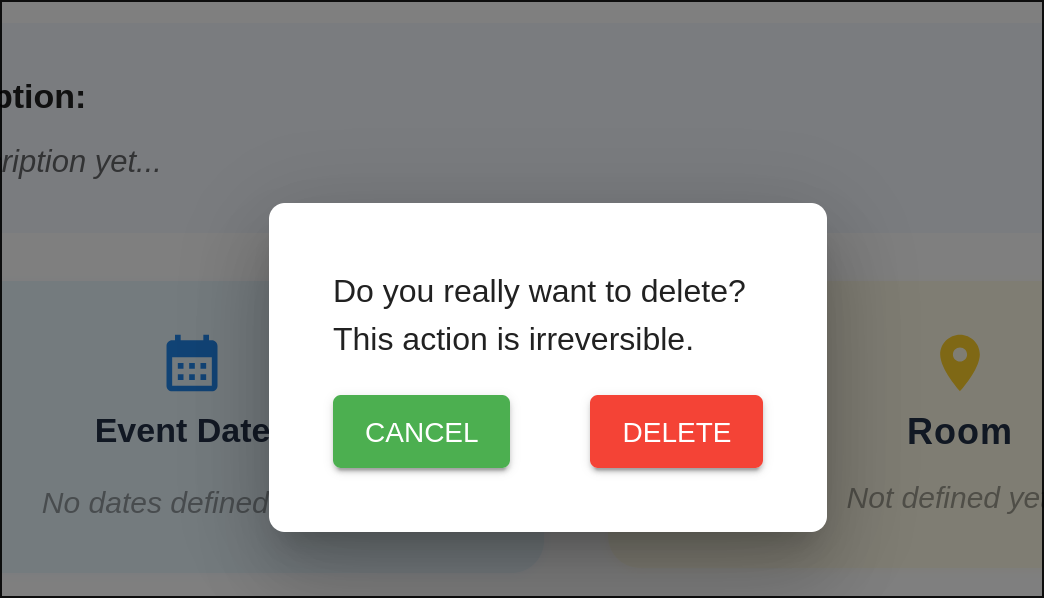 ption:
ription yet...
Do you really want to delete?
This action is irreversible.
CANCEL
DELETE
Event Date
Room
No dates defined
Not defined ye